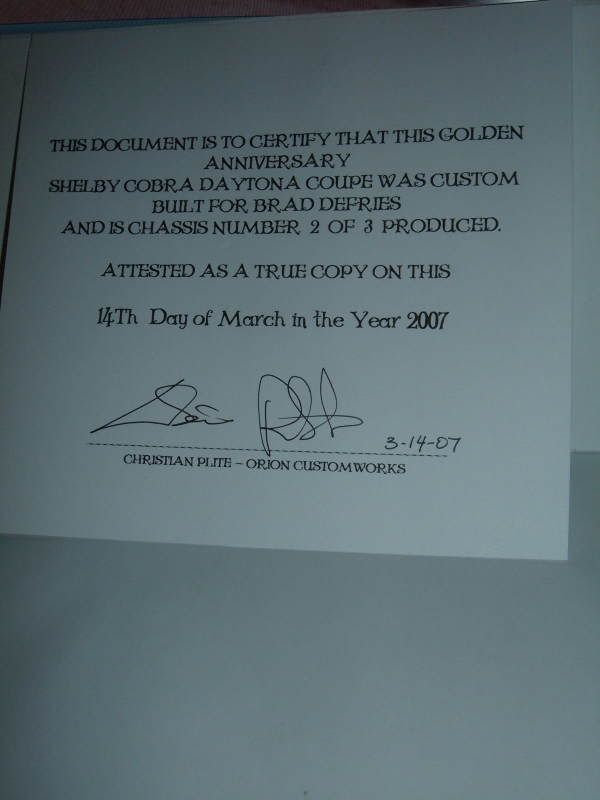 THIS DOCUMENT IS TO CERTIFY THAT THIS GOLDEN
ANNIVERSARY
SHELBY COBRA DAYTONA COUPE WAS CUSTOM
BUILT FOR BRAD DEFRIES
AND IS CHASSIS NUMBER 2 OF 3 PRODUCED.
ATTESTED AS A TRUE COPY ON THIS
14Th Day of March in the Year 2007
3-14-07
CHRISTIAN PLITE – ORION CUSTOMWORKS